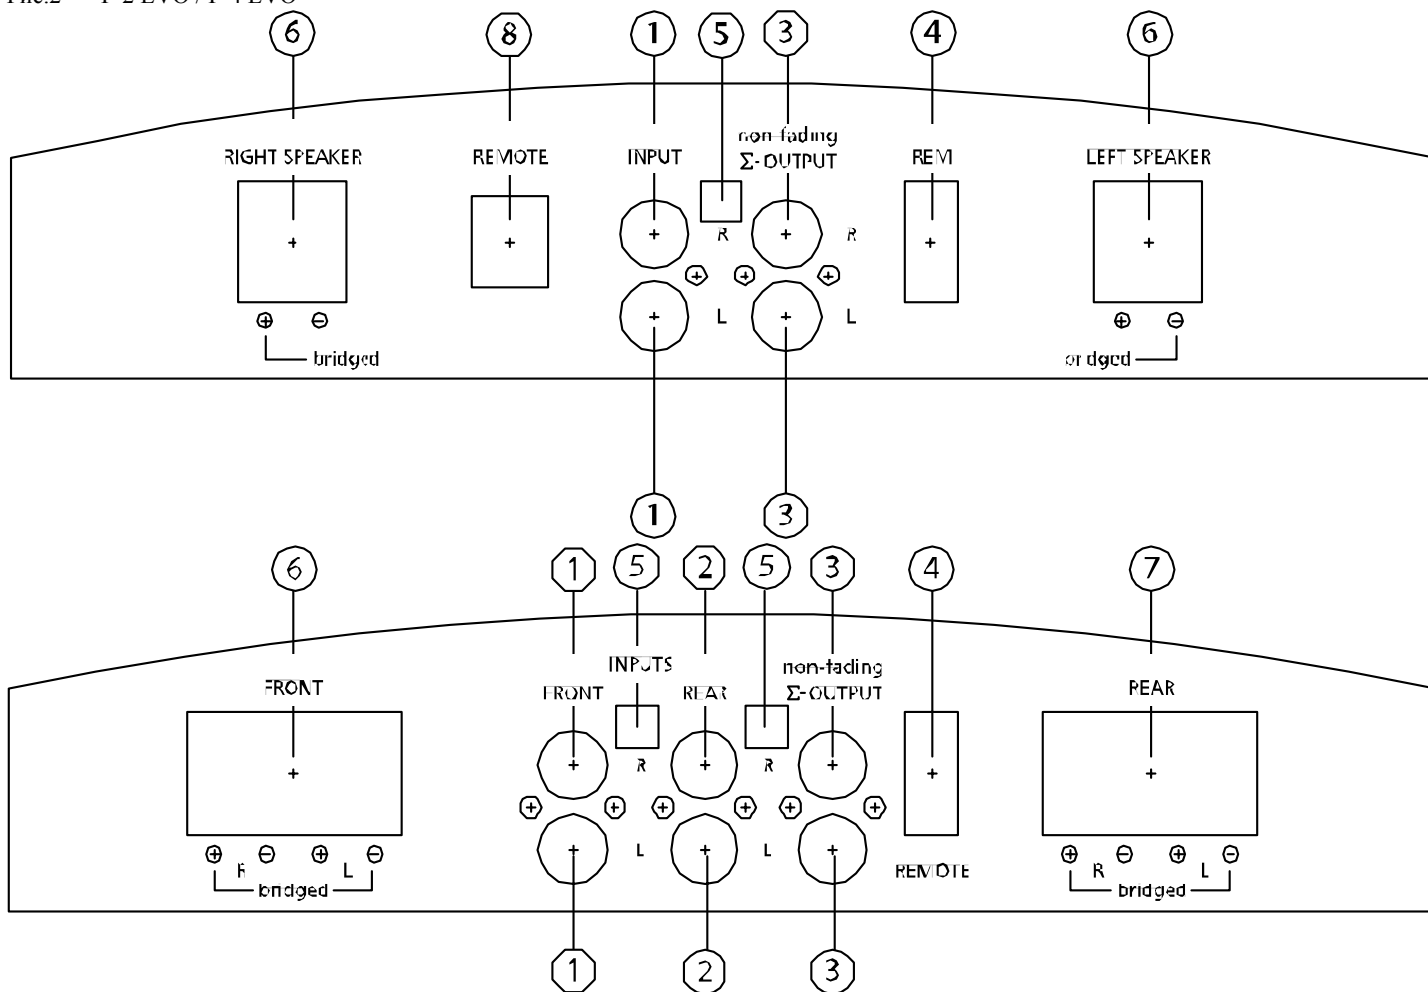 6 8 1 5 3 4 6
non-fading
RIGHT SPEAKER REMOTE INPUT Σ-OUTPUT REM LEFT SPEAKER
R R
L L
bridged bridged
1 3
6 1 5 2 5 3 4 7
INPUTS non-fading
FRONT FRONT REAR Σ-OUTPUT REAR
R R
L L
R L REMOTE R L
bridged bridged
1 2 3